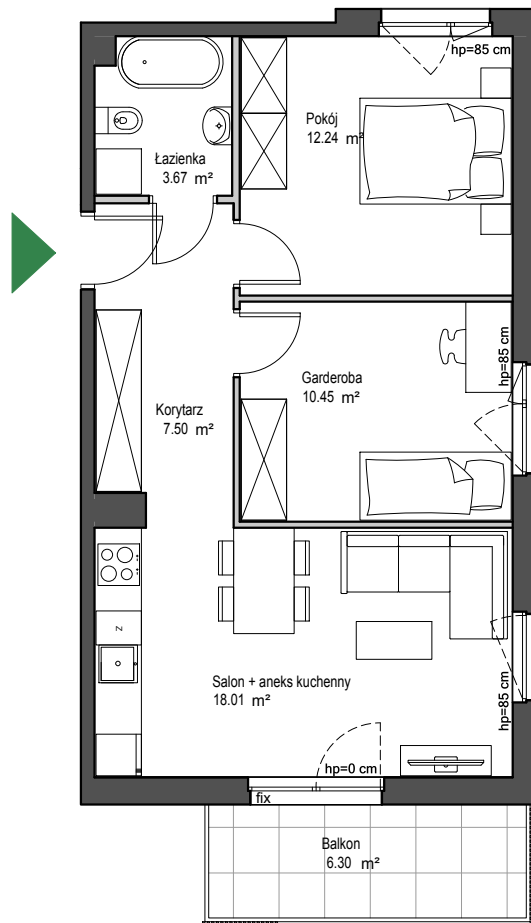 hp=85 cm
Pokój
12.24 m²
Łazienka
3.67 m²
hp=85 cm
Garderoba
10.45 m²
Korytarz
7.50 m²
Z
Salon + aneks kuchenny
18.01 m²
hp=85 cm
hp=0 cm
fix
Balkon
6.30 m²